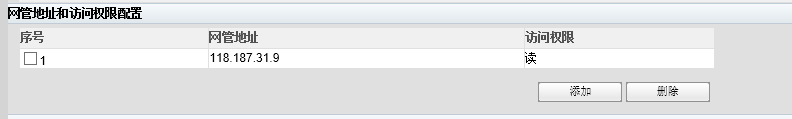 网管地址和访问权限配置
序号 网管地址 访问权限
1 118.187.31.9 读
添加 删除